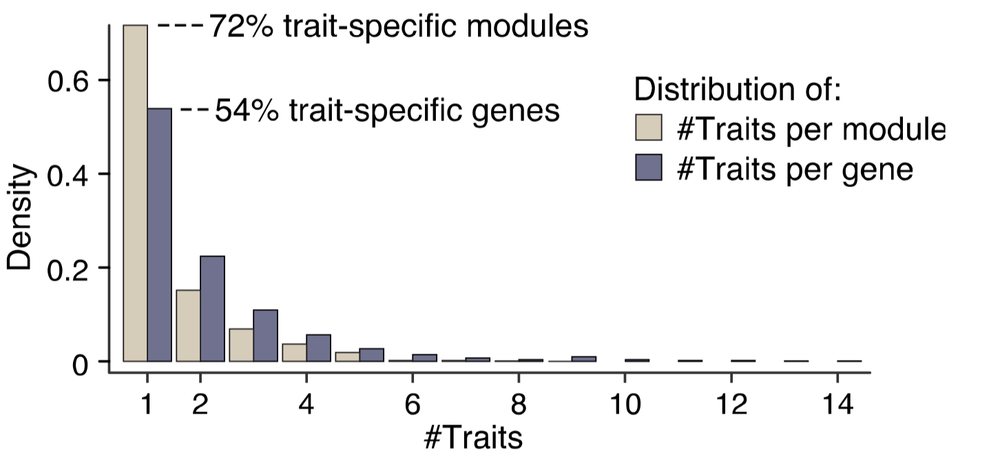 72% trait-specific modules
54% trait-specific genes
Distribution of:
#Traits per module
#Traits per gene
Density
0.6
0.4
0.2
0
1 2 4 6 8 10 12 14
#Traits